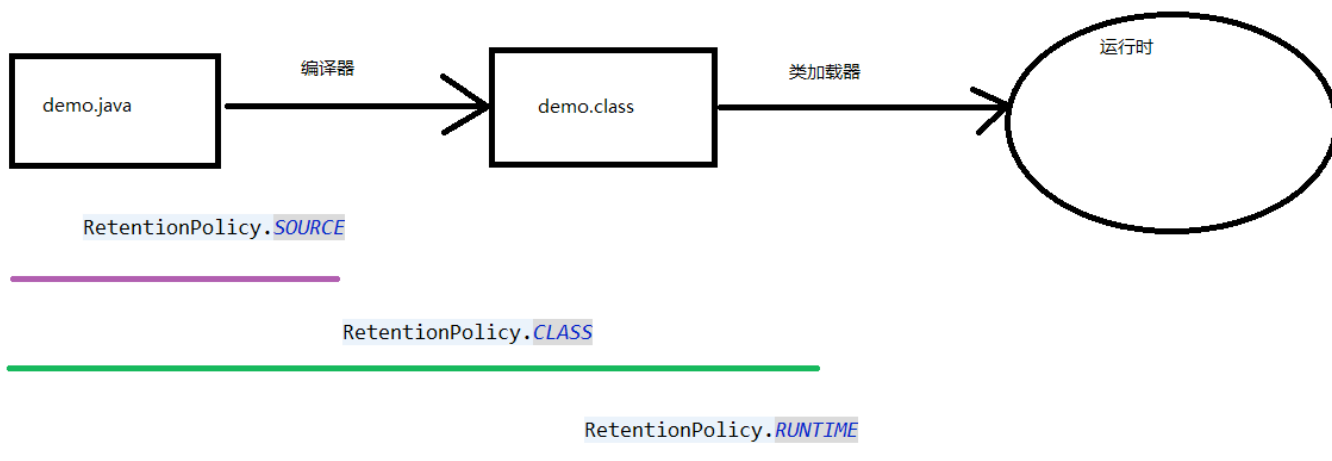 运行时
编译器
类加载器
demo.java
demo.class
RetentionPolicy.SOURCE
RetentionPolicy.CLASS
RetentionPolicy.RUNTIME